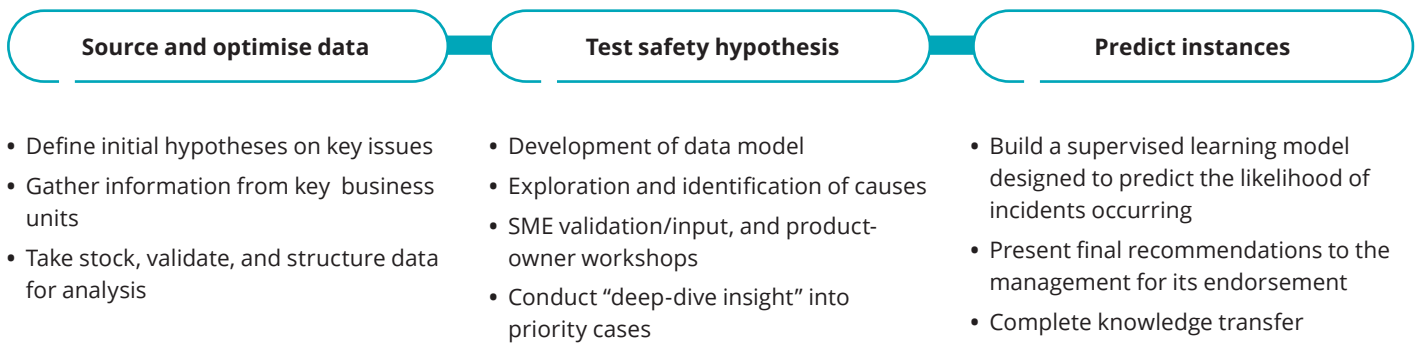 Source and optimise data
Test safety hypothesis
Predict instances
• Define initial hypotheses on key issues
• Gather information from key business
units
• Take stock, validate, and structure data
for analysis
• Development of data model
• Exploration and identification of causes
• SME validation/input, and product-
owner workshops
• Conduct “deep-dive insight” into
priority cases
• Build a supervised learning model
designed to predict the likelihood of
incidents occurring
• Present final recommendations to the
management for its endorsement
• Complete knowledge transfer